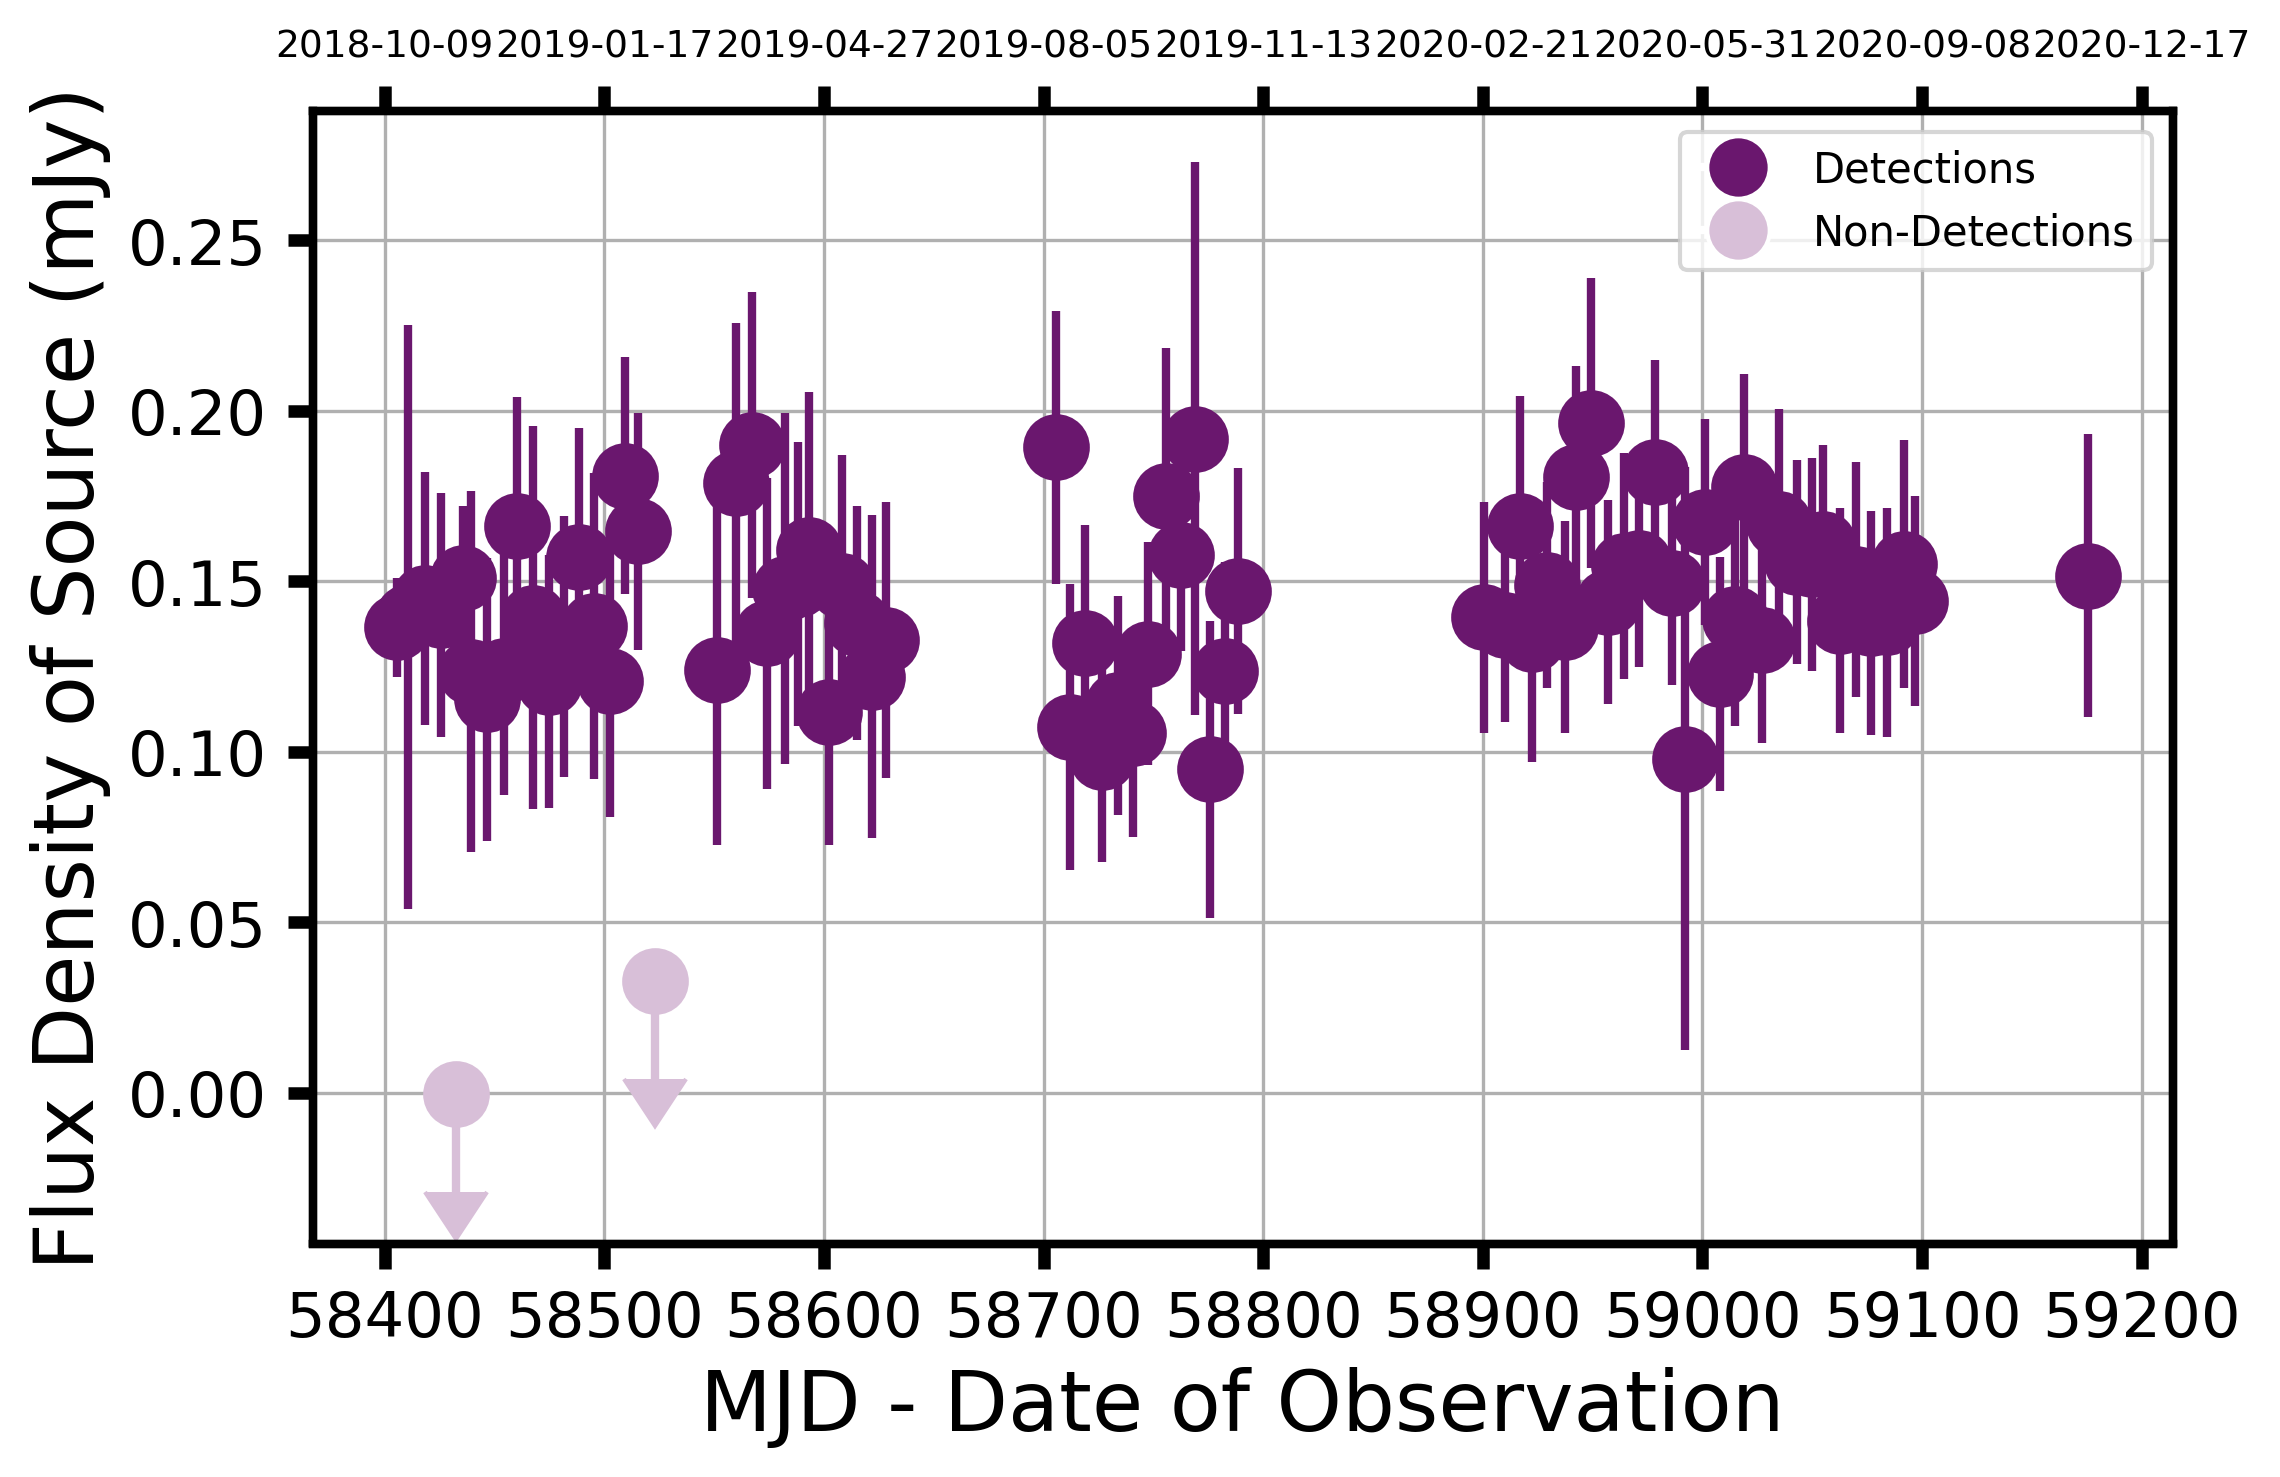 2018-10-09 2019-01-17 2019-04-27 2019-08-05 2019-11-13 2020-02-21 2020-05-31 2020-09-08 2020-12-17
Detections
Non-Detections
Flux Density of Source (mJy)
0.25
0.20
0.15
0.10
0.05
0.00
58400 58500 58600 58700 58800 58900 59000 59100 59200
MJD - Date of Observation